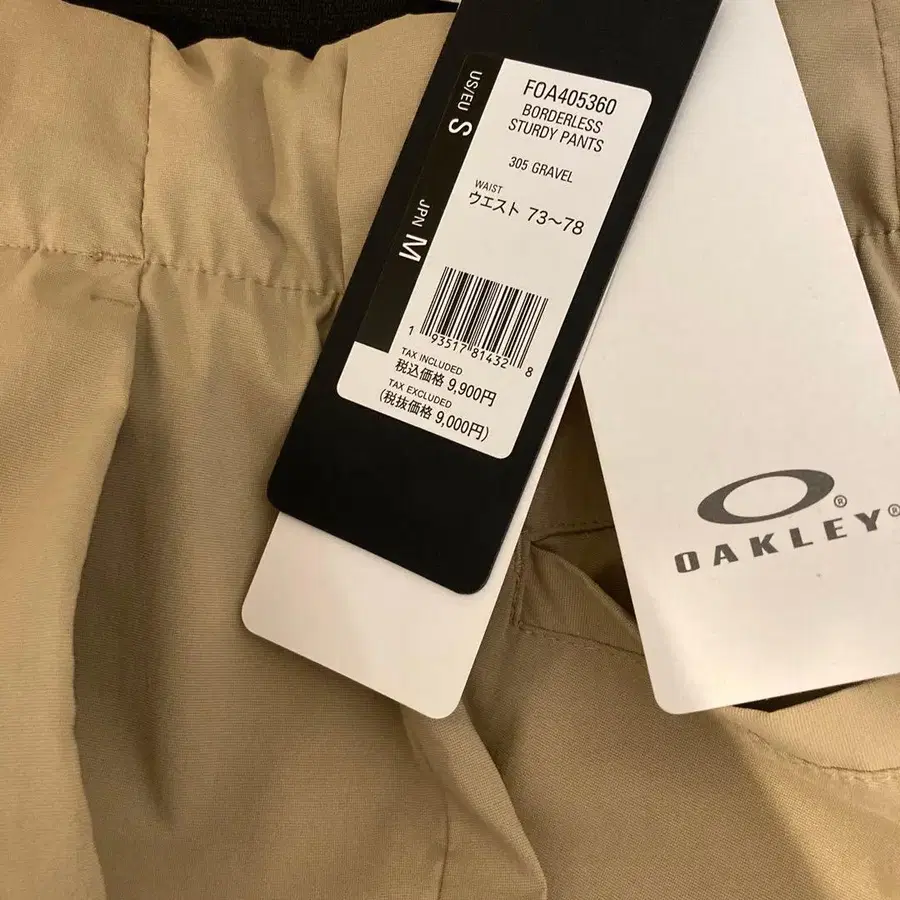 US/EU S
JPN M
FOA405360
BORDERLESS
STURDY PANTS
305 GRAVEL
WAIST
ウエスト 73～78
1 93517 81432 8
TAX INCLUDED
税込価格 9,900円
TAX EXCLUDED
(税抜価格 9,000円)
®
OAKLEY®